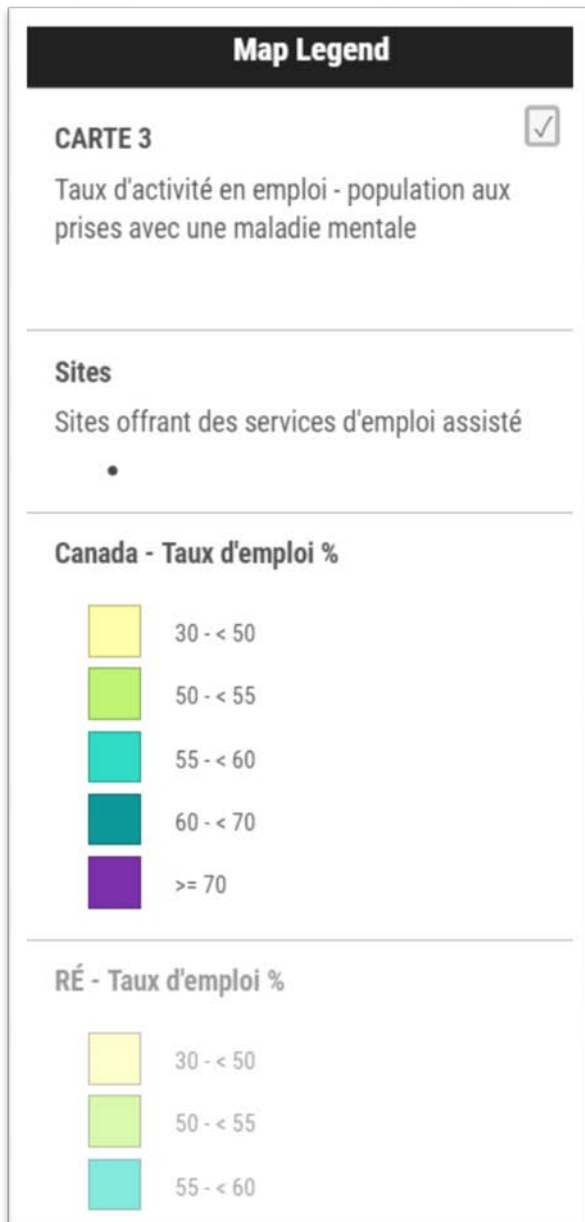 Map Legend
CARTE 3
Taux d'activité en emploi - population aux
prises avec une maladie mentale
Sites
Sites offrant des services d'emploi assisté
Canada - Taux d'emploi %
30 - < 50
50 - < 55
55 - < 60
60 - < 70
>= 70
RÉ - Taux d'emploi %
30 - < 50
50 - < 55
55 - < 60